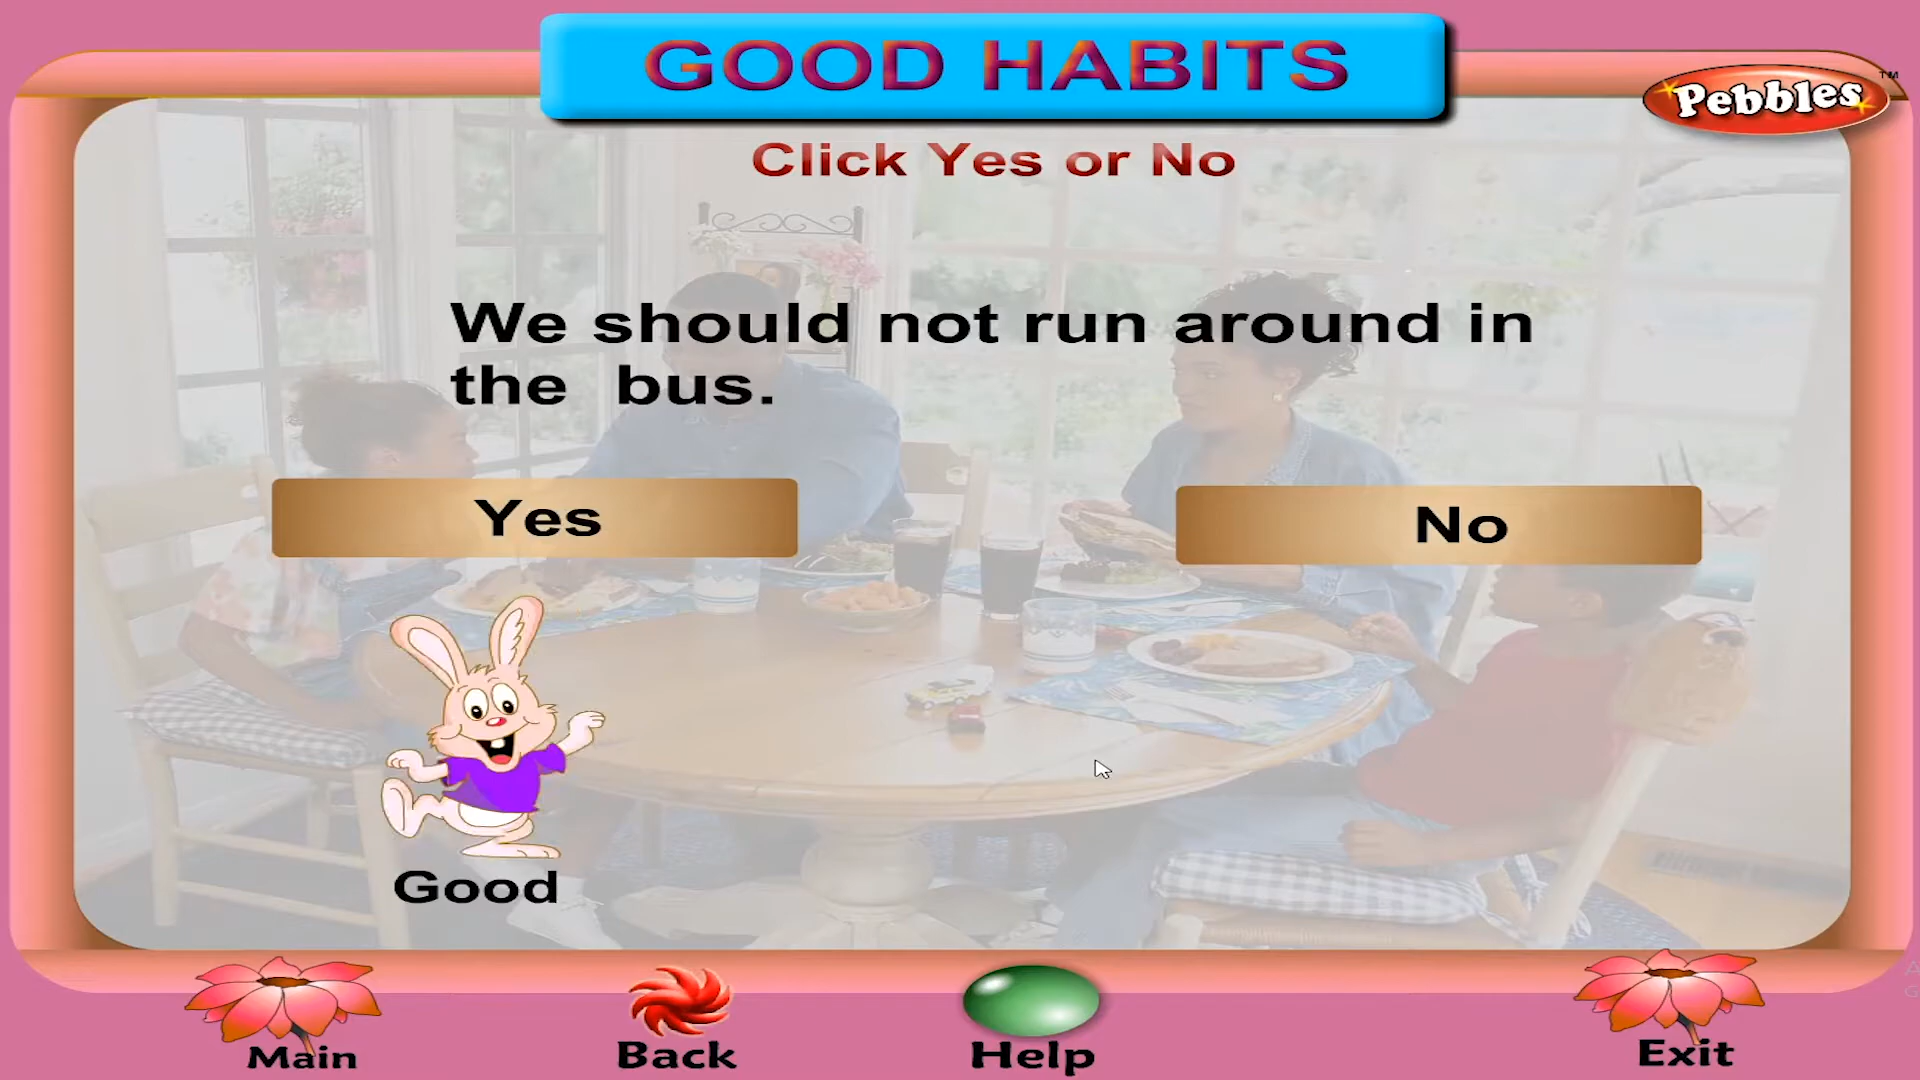 GOOD HABITS
Pebbles™
Click Yes or No
We should not run around in
the bus.
Yes
No
Good
Main
Back
Help
Exit